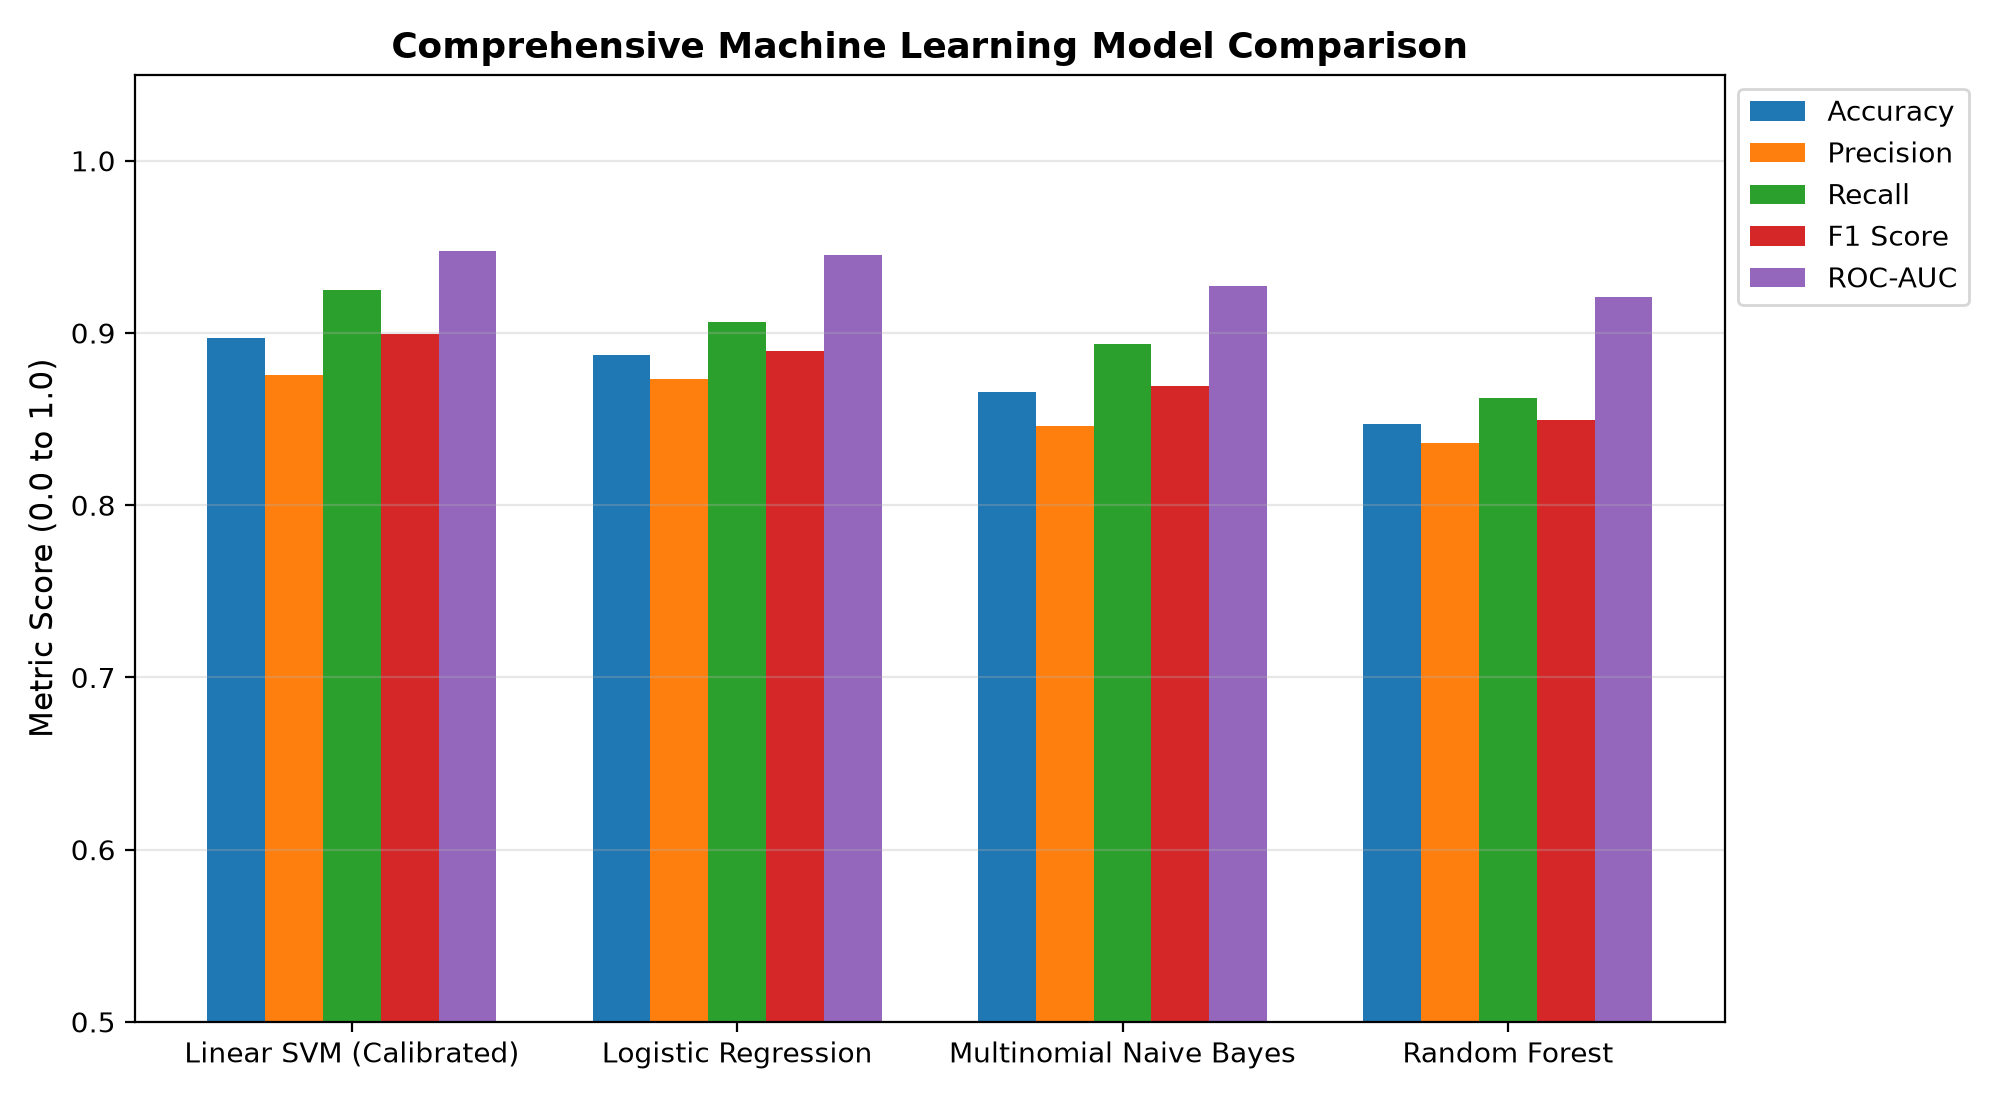 Comprehensive Machine Learning Model Comparison
Accuracy
Precision
Recall
F1 Score
ROC-AUC
Metric Score (0.0 to 1.0)
1.0
0.9
0.8
0.7
0.6
0.5
Linear SVM (Calibrated)
Logistic Regression
Multinomial Naive Bayes
Random Forest